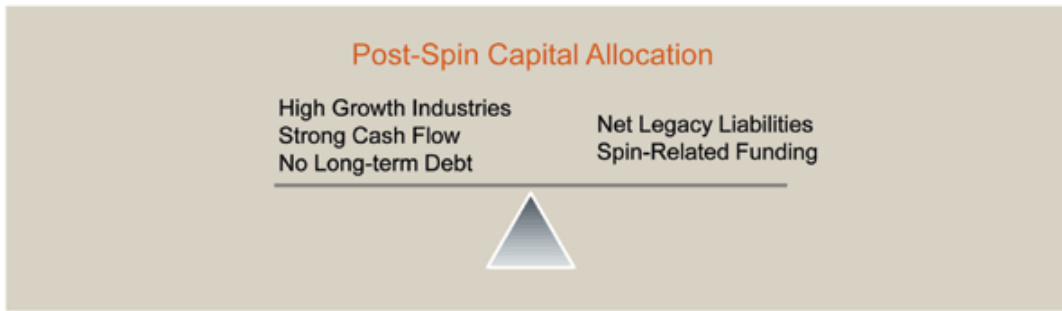 Post-Spin Capital Allocation
High Growth Industries
Strong Cash Flow
No Long-term Debt
Net Legacy Liabilities
Spin-Related Funding